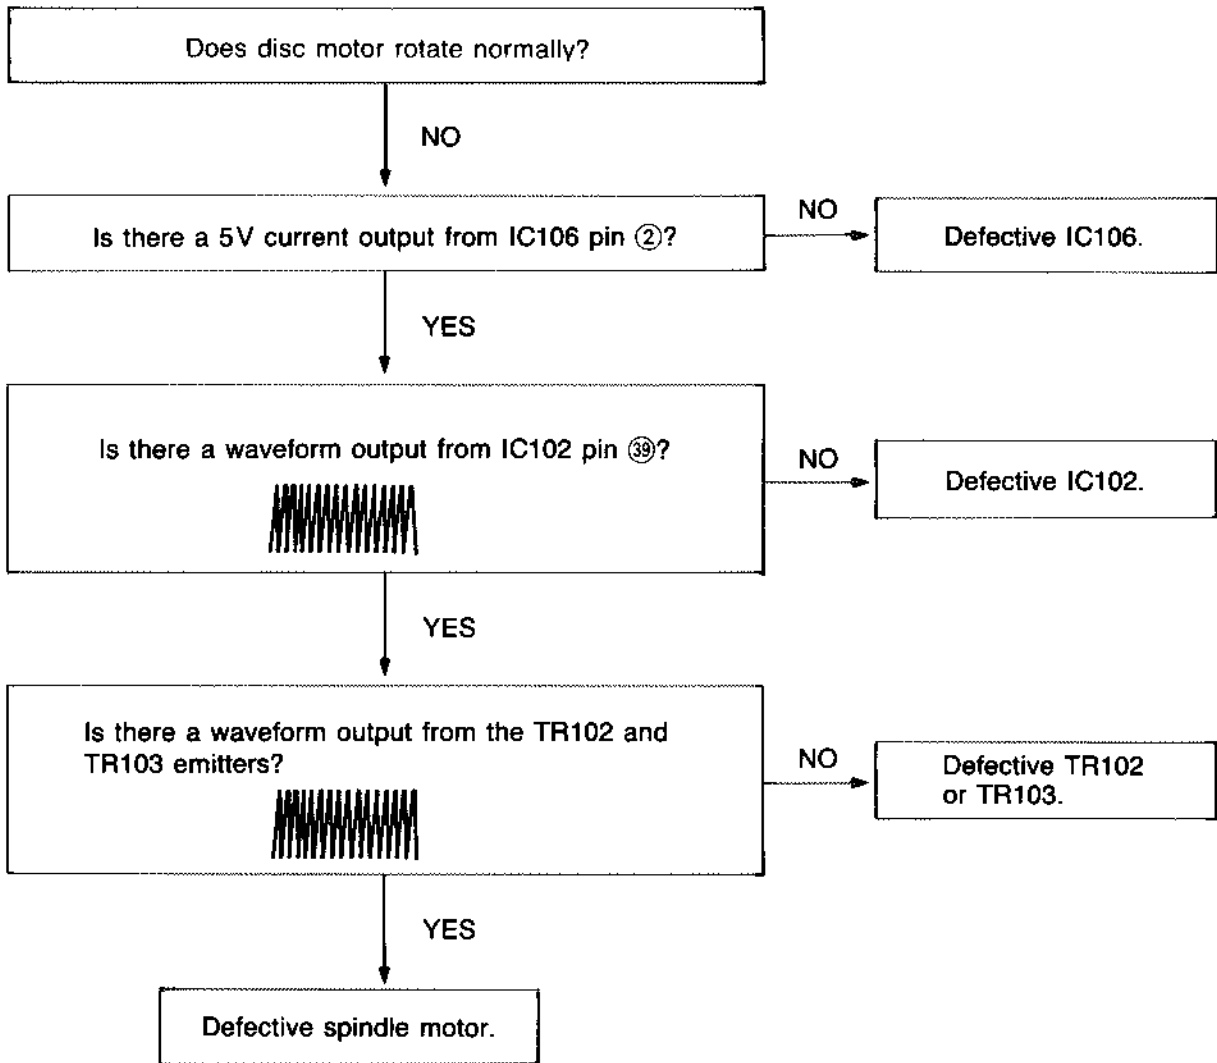 Does disc motor rotate normally?
NO
Is there a 5V current output from IC106 pin ②?
NO
Defective IC106.
YES
Is there a waveform output from IC102 pin ㊴?
NO
Defective IC102.
YES
Is there a waveform output from the TR102 and
TR103 emitters?
NO
Defective TR102
or TR103.
YES
Defective spindle motor.